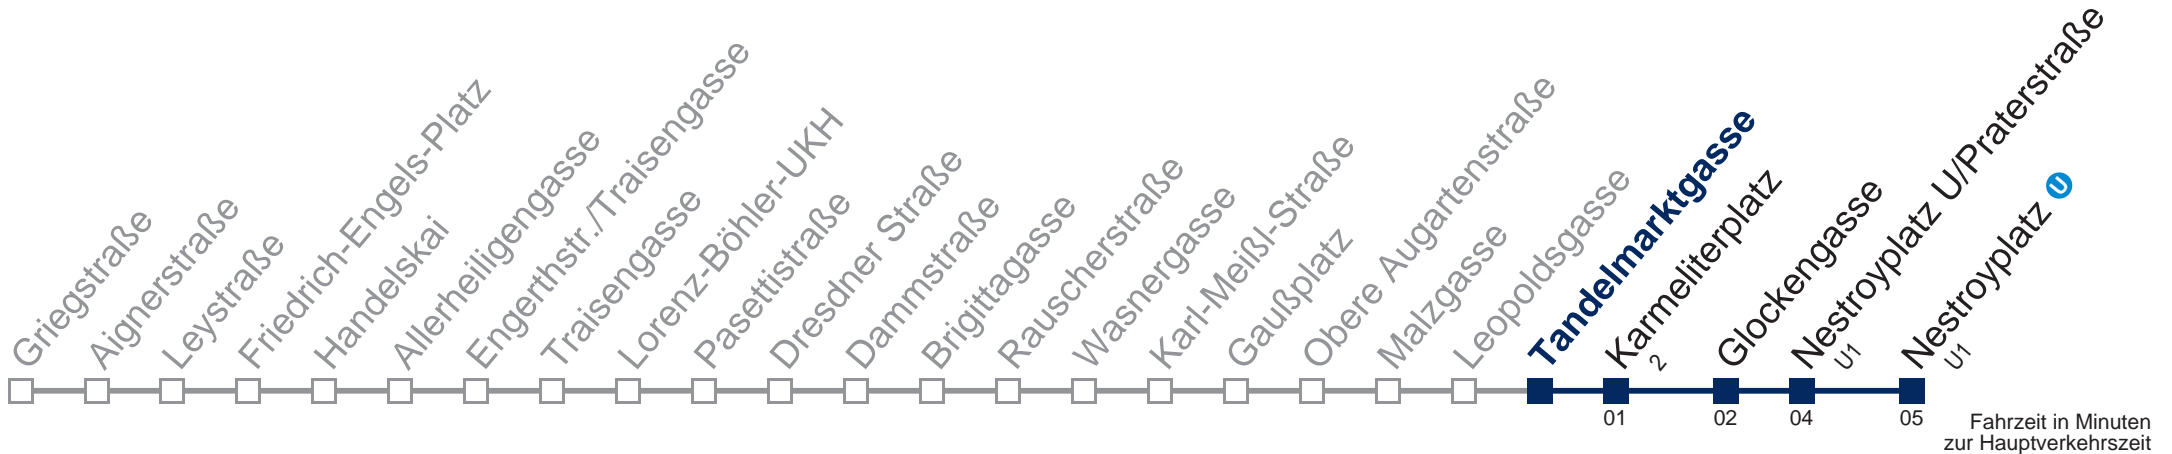 Griegstraße
Aignerstraße
Leystraße
Friedrich-Engels-Platz
Handelskai
Allerheiligengasse
Engerthstr./Traisengasse
Traisengasse
Lorenz-Böhler-UKH
Pasettistraße
Dresdner Straße
Dammstraße
Brigittagasse
Rauscherstraße
Wasnergasse
Karl-Meißl-Straße
Gaußplatz
Obere Augartenstraße
Malzgasse
Leopoldsgasse
Tandelmarktgasse
Karmeliterplatz
2
Glockengasse
Nestroyplatz U/Praterstraße
U1
Nestroyplatz U
U1
01
02
04
05
Fahrzeit in Minuten
zur Hauptverkehrszeit